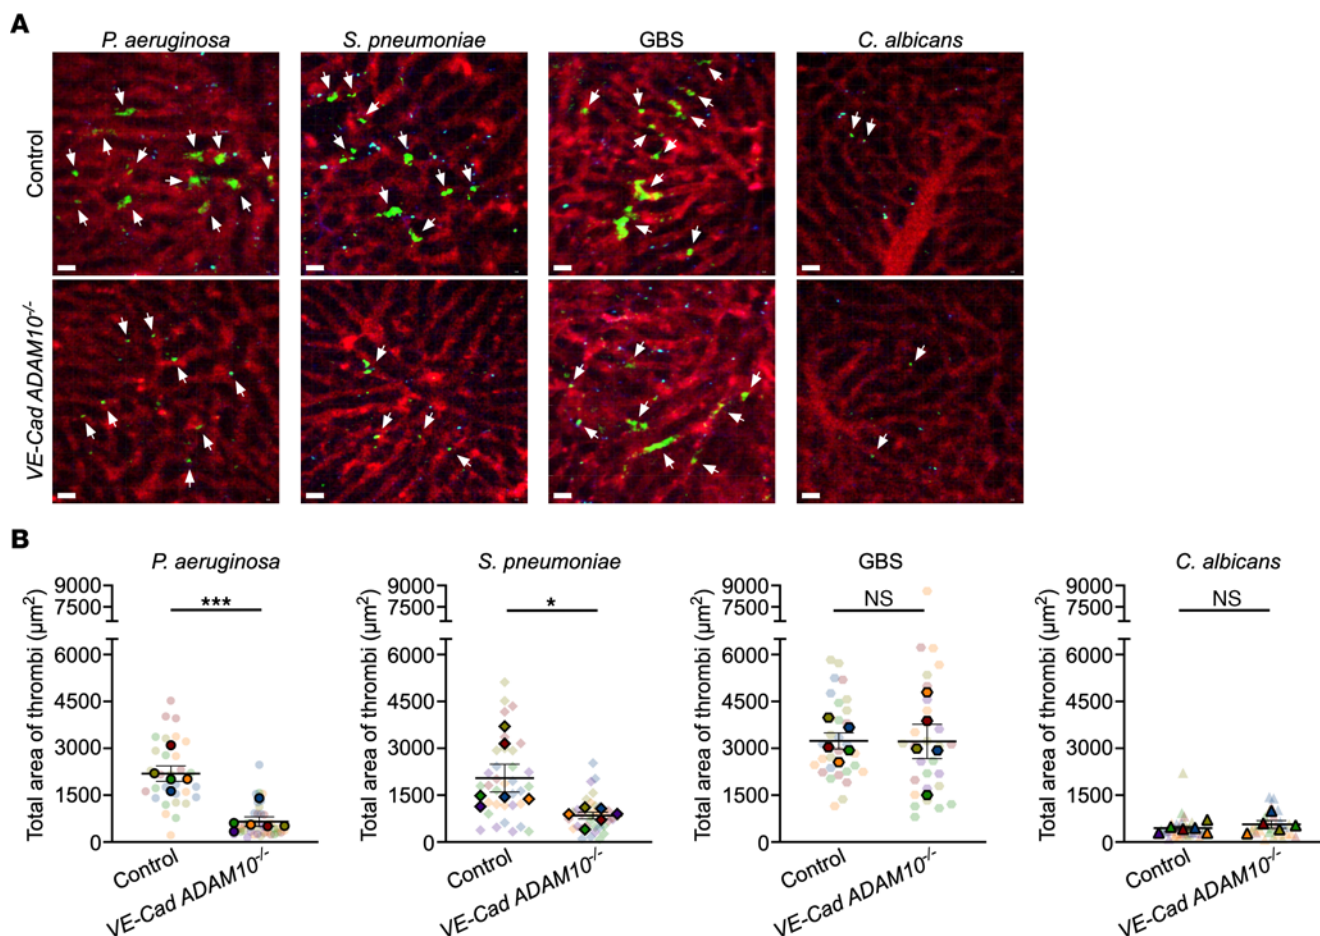 A
P. aeruginosa S. pneumoniae GBS C. albicans
Control
VE-Cad ADAM10-/-
B
P. aeruginosa S. pneumoniae GBS C. albicans
Total area of thrombi (µm2)
9000
7500
6000
4500
3000
1500
0
***
Control
VE-Cad ADAM10-/-
Total area of thrombi (µm2)
9000
7500
6000
4500
3000
1500
0
*
Control
VE-Cad ADAM10-/-
Total area of thrombi (µm2)
9000
7500
6000
4500
3000
1500
0
NS
Control
VE-Cad ADAM10-/-
Total area of thrombi (µm2)
9000
7500
6000
4500
3000
1500
0
NS
Control
VE-Cad ADAM10-/-